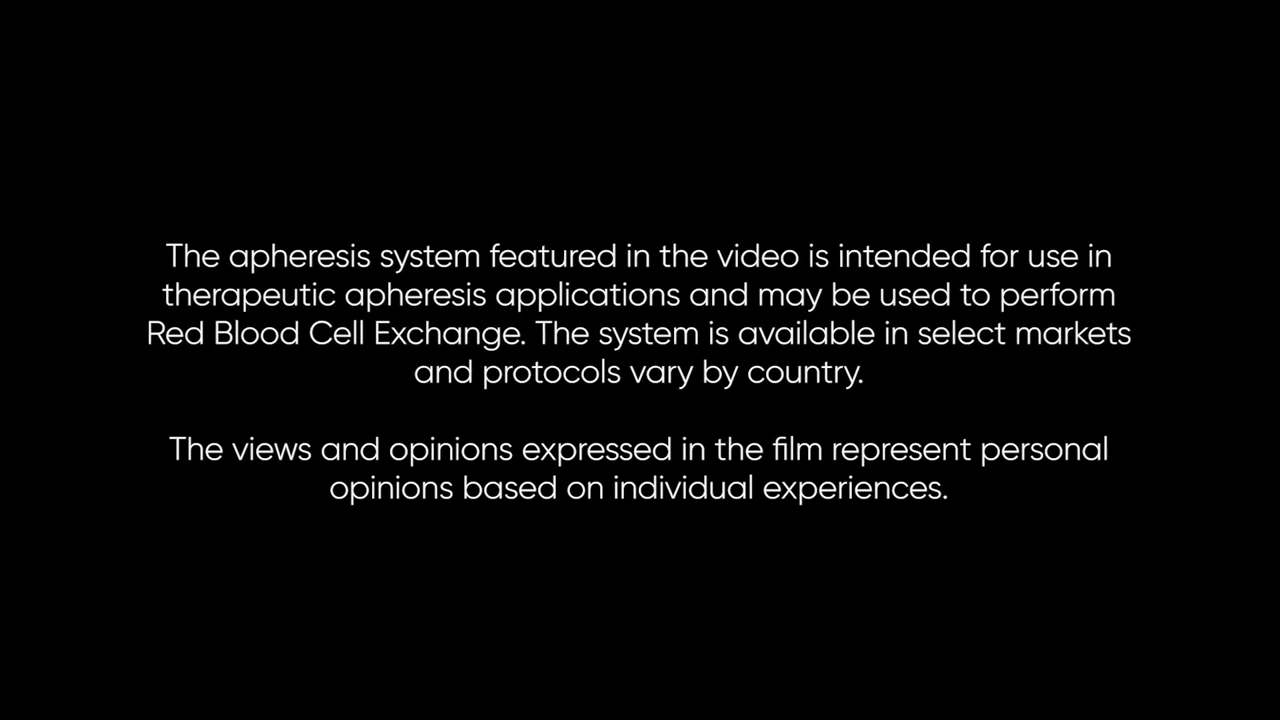 The apheresis system featured in the video is intended for use in
therapeutic apheresis applications and may be used to perform
Red Blood Cell Exchange. The system is available in select markets
and protocols vary by country.
The views and opinions expressed in the film represent personal
opinions based on individual experiences.